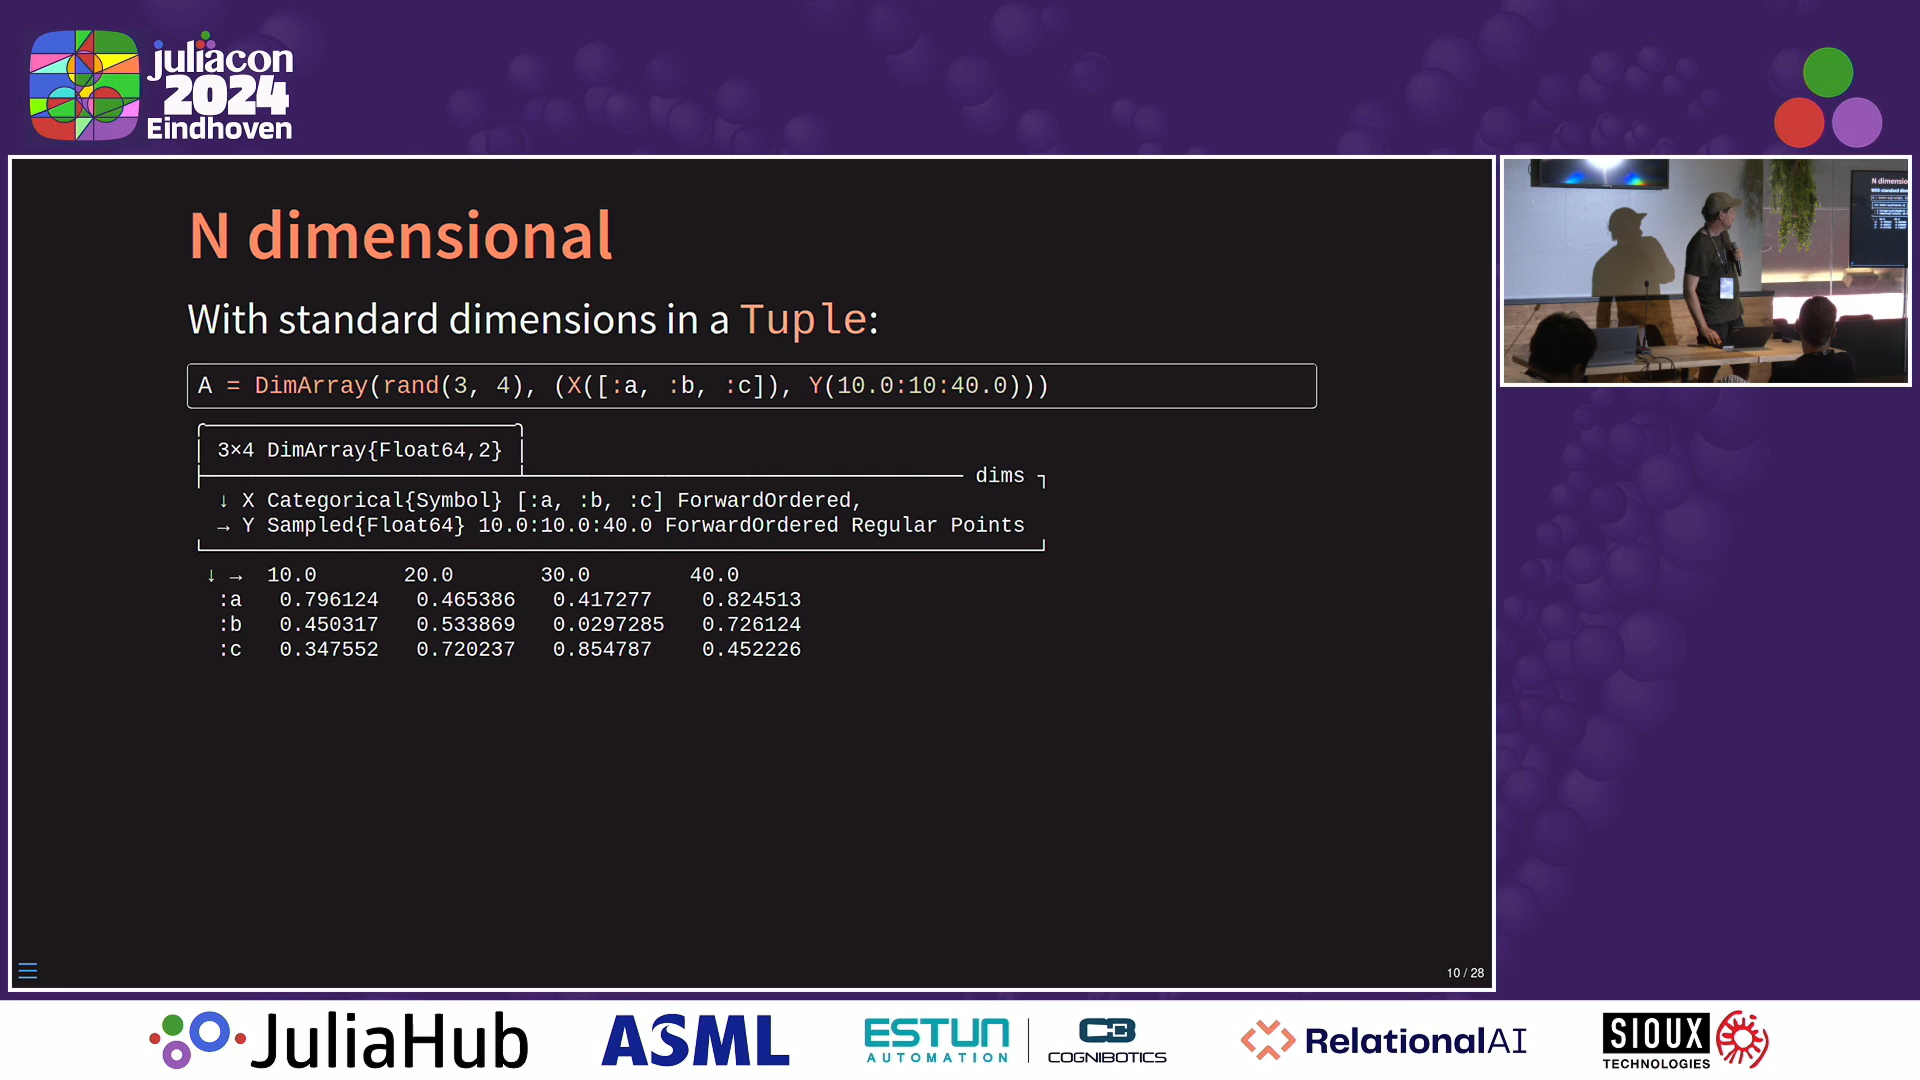 juliacon
2024
Eindhoven
N dimensional
With standard dimensions in a Tuple:
A = DimArray(rand(3, 4), (X([:a, :b, :c]), Y(10.0:10:40.0)))
3×4 DimArray{Float64,2}
dims
↓ X Categorical{Symbol} [:a, :b, :c] ForwardOrdered,
→ Y Sampled{Float64} 10.0:10.0:40.0 ForwardOrdered Regular Points
↓ → 10.0 20.0 30.0 40.0
:a 0.796124 0.465386 0.417277 0.824513
:b 0.450317 0.533869 0.0297285 0.726124
:c 0.347552 0.720237 0.854787 0.452226
10 / 28
N dimensio
JuliaHub
ASML
ESTUN
AUTOMATION
COGNIBOTICS
RelationalAI
SIOUX
TECHNOLOGIES